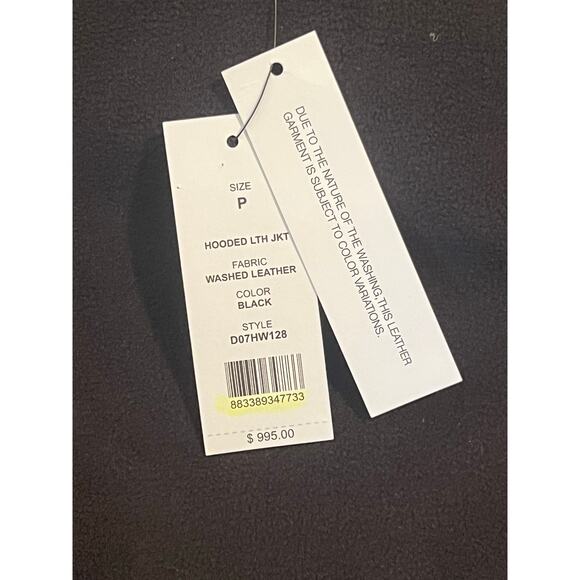 SIZE
P
HOODED LTH JKT
FABRIC
WASHED LEATHER
COLOR
BLACK
STYLE
D07HW128
883389347733
$ 995.00
DUE TO THE NATURE OF THE WASHING, THIS LEATHER
GARMENT IS SUBJECT TO COLOR VARIATIONS.